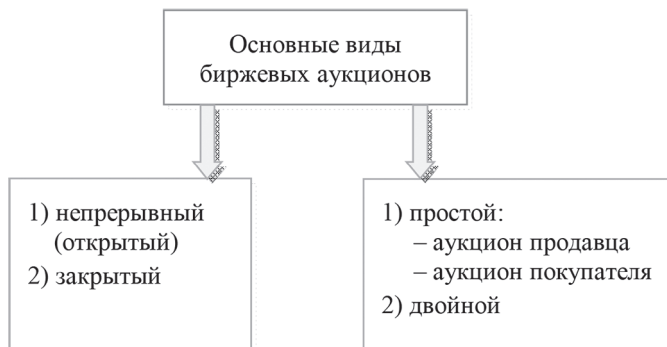 Основные виды
биржевых аукционов
1) непрерывный
(открытый)
2) закрытый
1) простой:
– аукцион продавца
– аукцион покупателя
2) двойной